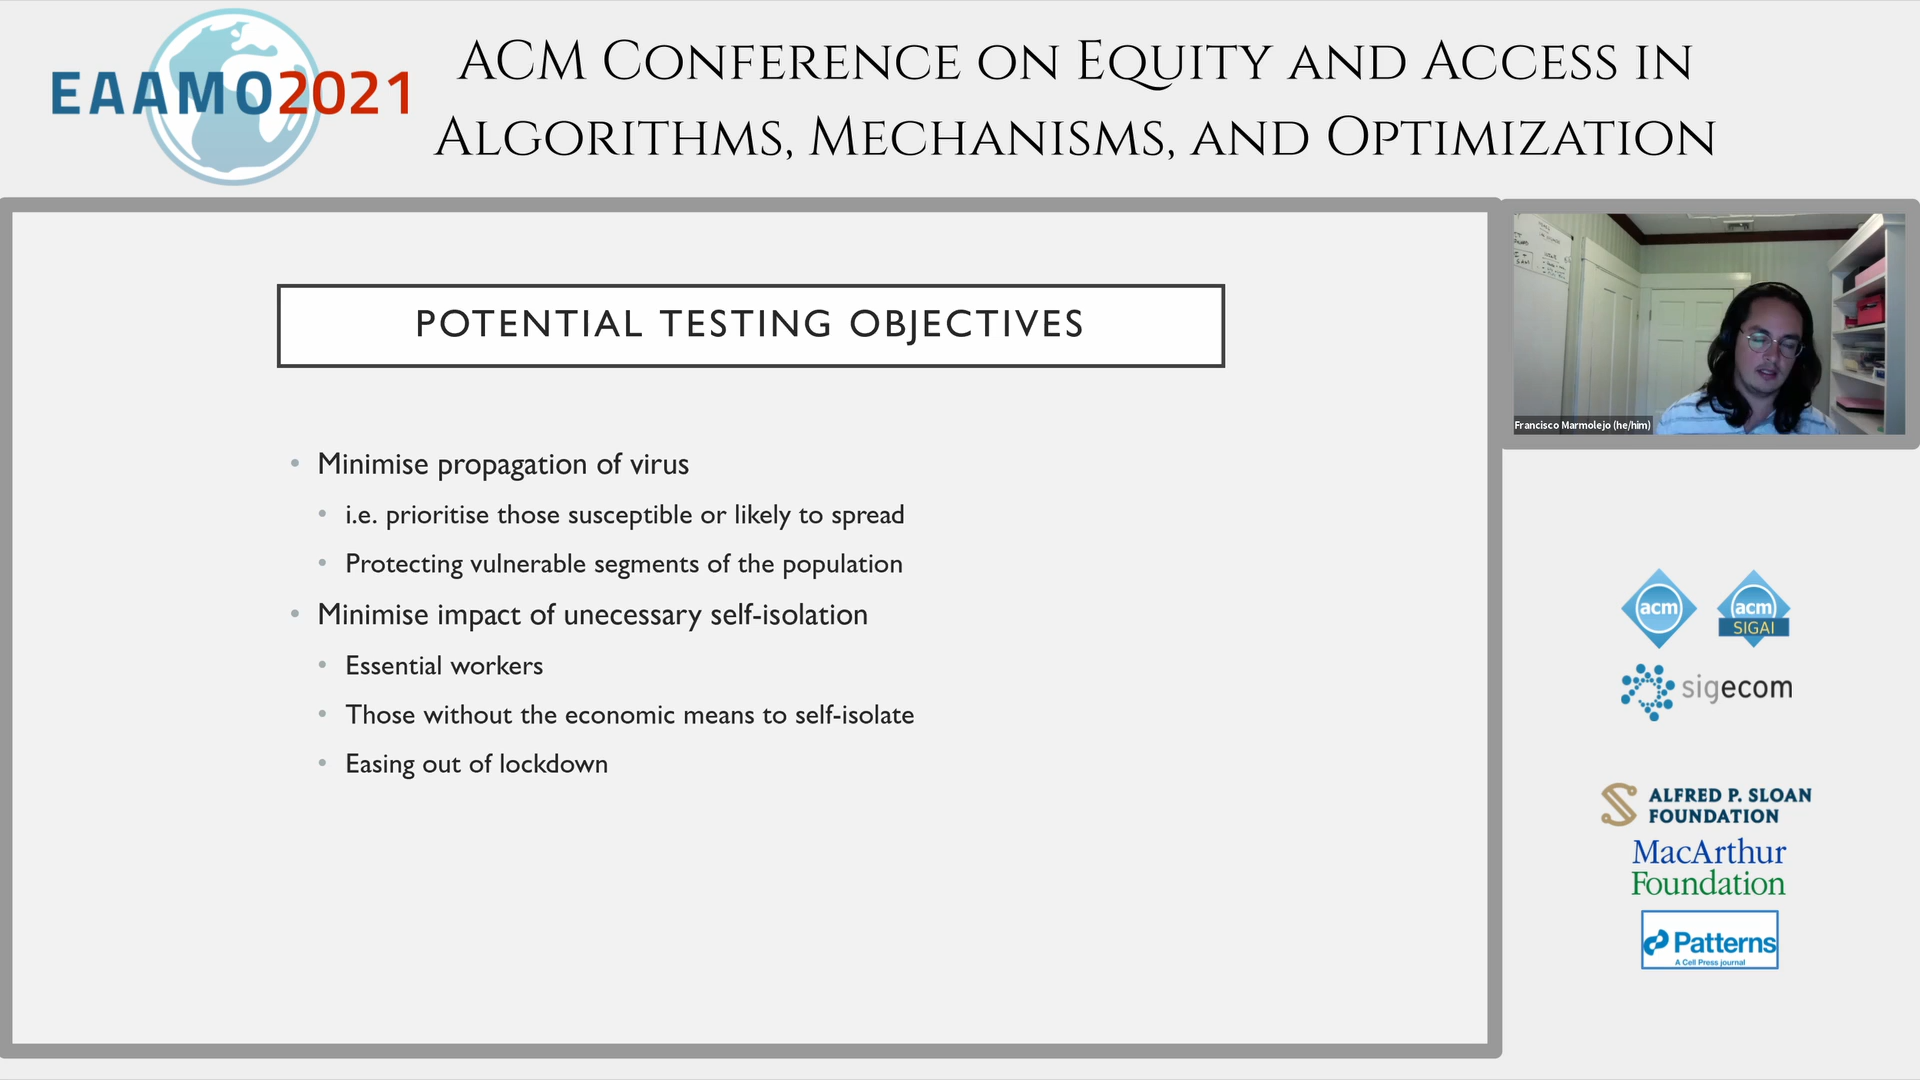 EAAMO2021
ACM Conference on Equity and Access in
Algorithms, Mechanisms, and Optimization
POTENTIAL TESTING OBJECTIVES
• Minimise propagation of virus
• i.e. prioritise those susceptible or likely to spread
• Protecting vulnerable segments of the population
• Minimise impact of unecessary self-isolation
• Essential workers
• Those without the economic means to self-isolate
• Easing out of lockdown
Francisco Marmolejo (he/him)
acm
acm
SIGAI
sigecom
ALFRED P. SLOAN
FOUNDATION
MacArthur
Foundation
Patterns
A Cell Press journal